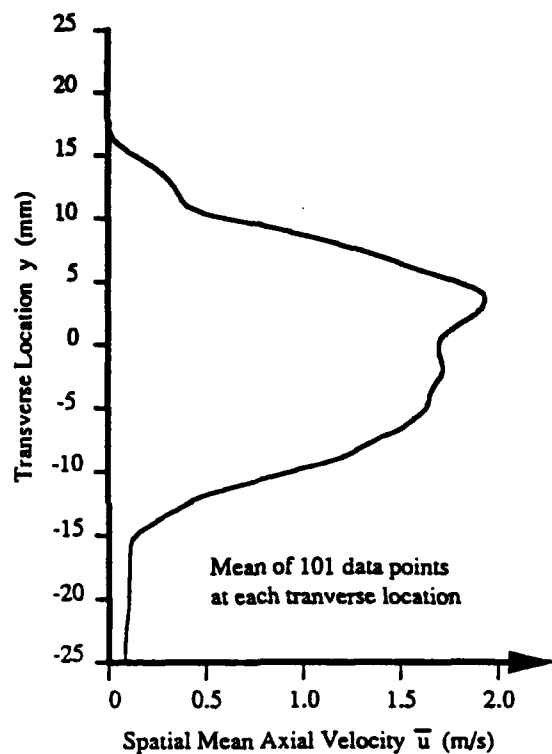 25
20
15
10
5
0
-5
-10
-15
-20
-25
Transverse Location y (mm)
Mean of 101 data points
at each tranverse location
0 0.5 1.0 1.5 2.0
Spatial Mean Axial Velocity u̅ (m/s)